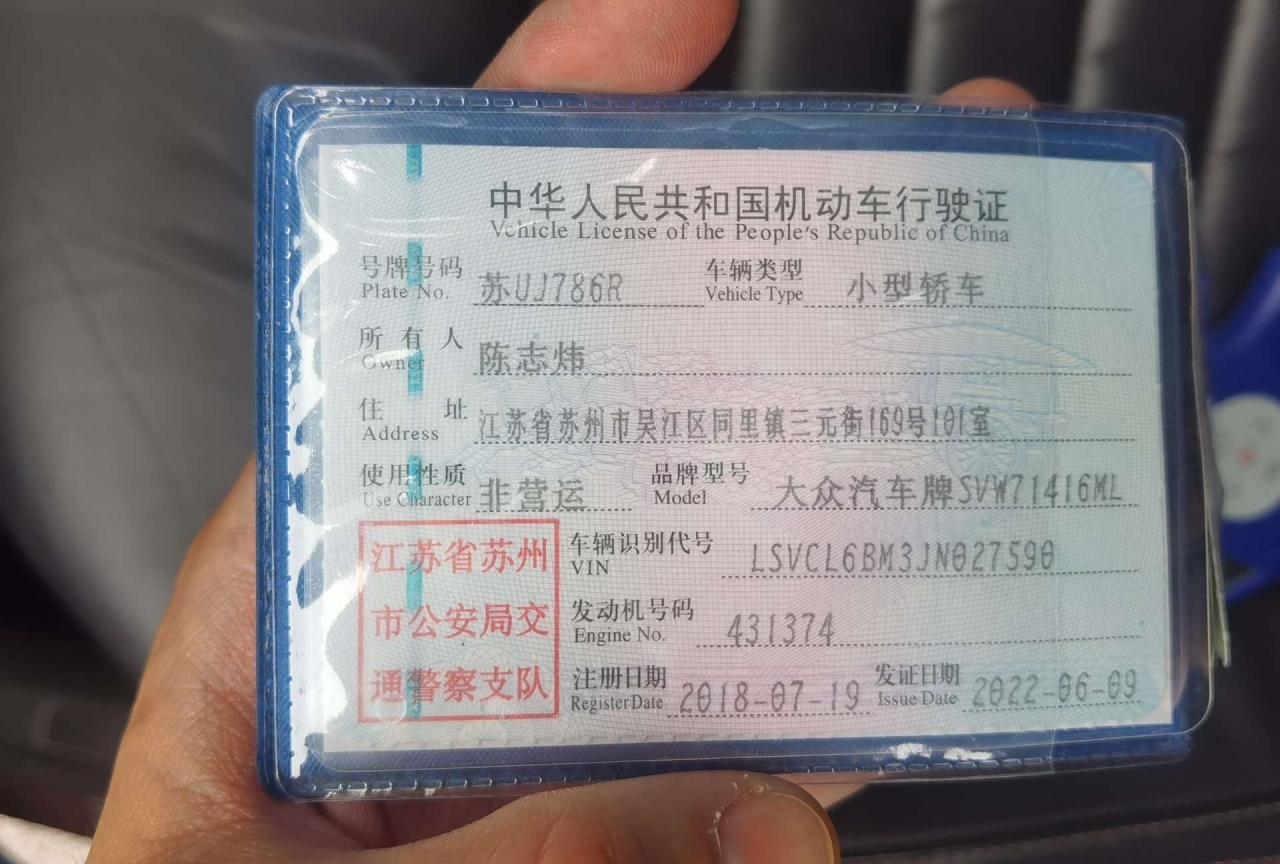 中华人民共和国机动车行驶证
Vehicle License of the People's Republic of China
号牌号码 苏UJ786R 车辆类型 小型轿车
Plate No. Vehicle Type
所有人 陈志炜
Owner
住址 江苏省苏州市吴江区同里镇三元街169号101室
Address
使用性质 非营运 品牌型号 大众汽车牌SVW71416ML
Use Character Model
江苏省苏州
市公安局交
通警察支队
车辆识别代号 LSVCL6BM3JN027590
VIN
发动机号码 431374
Engine No.
注册日期 2018-07-19 发证日期 2022-06-09
Register Date Issue Date